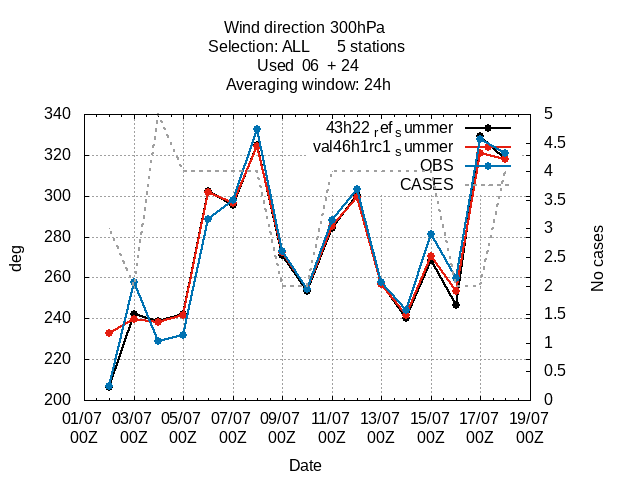 Wind direction 300hPa
Selection: ALL      5 stations
Used  06  + 24
Averaging window: 24h
43h22 ref summer
val46h1rc1 summer
OBS
CASES
340
320
300
280
260
240
220
200
5
4.5
4
3.5
3
2.5
2
1.5
1
0.5
0
deg
No cases
01/07 03/07 05/07 07/07 09/07 11/07 13/07 15/07 17/07 19/07
00Z 00Z 00Z 00Z 00Z 00Z 00Z 00Z 00Z 00Z
Date